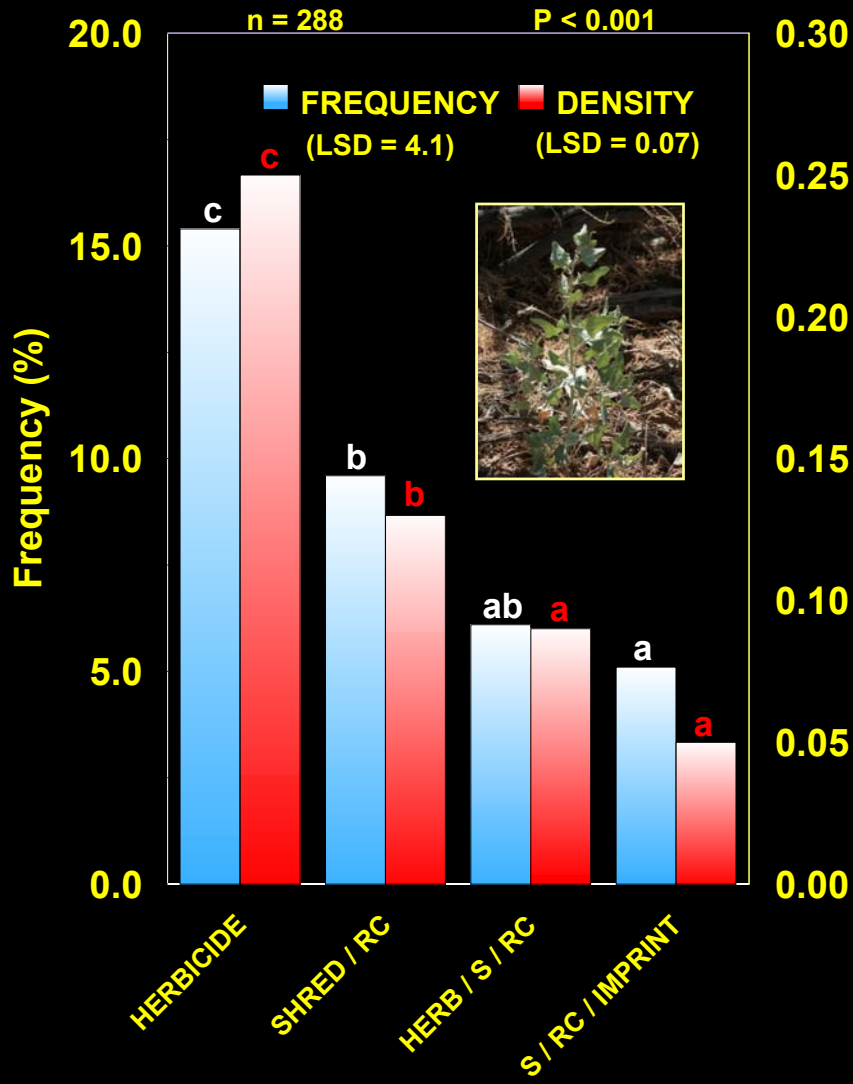 n = 288 P < 0.001
20.0 0.30
FREQUENCY DENSITY
(LSD = 4.1) (LSD = 0.07)
c c
0.25
15.0
0.20
Frequency (%)
b b
10.0 0.15
ab a
0.10
a a
5.0
0.05
0.0 0.00
HERBICIDE
SHRED / RC
HERB / S / RC
S / RC / IMPRINT